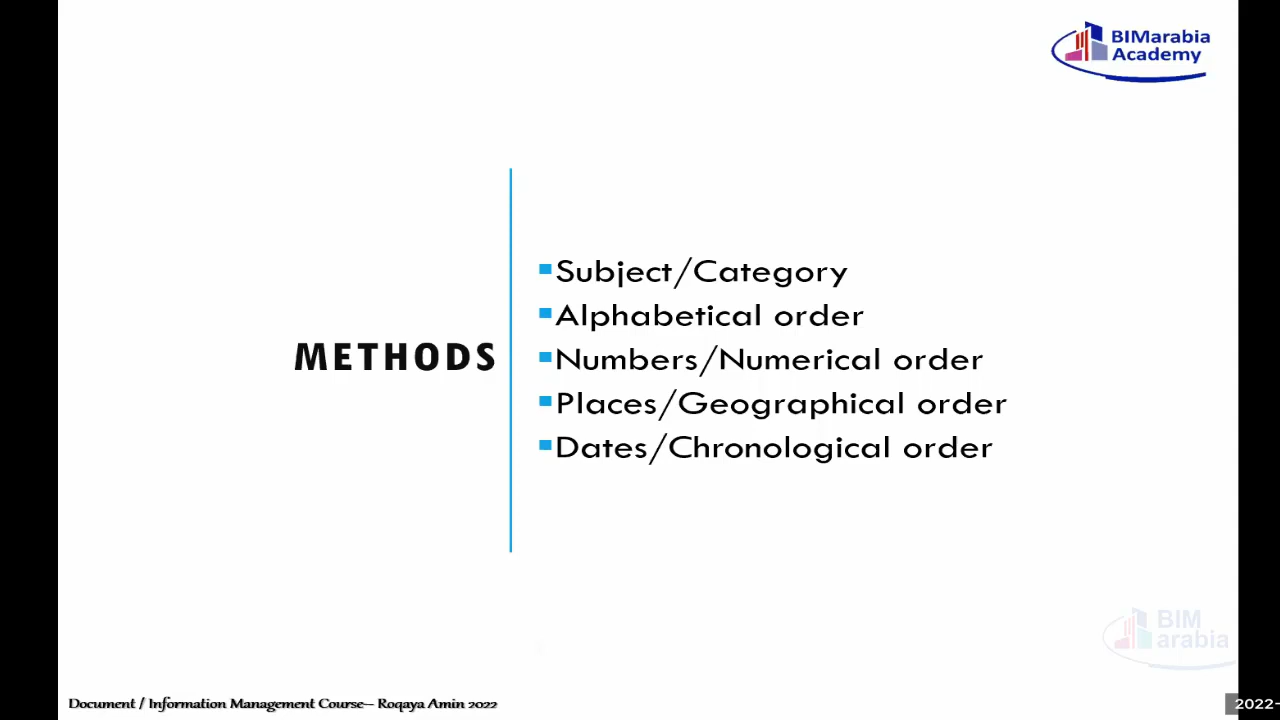 BIMarabia
Academy
METHODS
Subject/Category
Alphabetical order
Numbers/Numerical order
Places/Geographical order
Dates/Chronological order
BIM
arabia
Document / Information Management Course– Roqaya Amin 2022
2022-